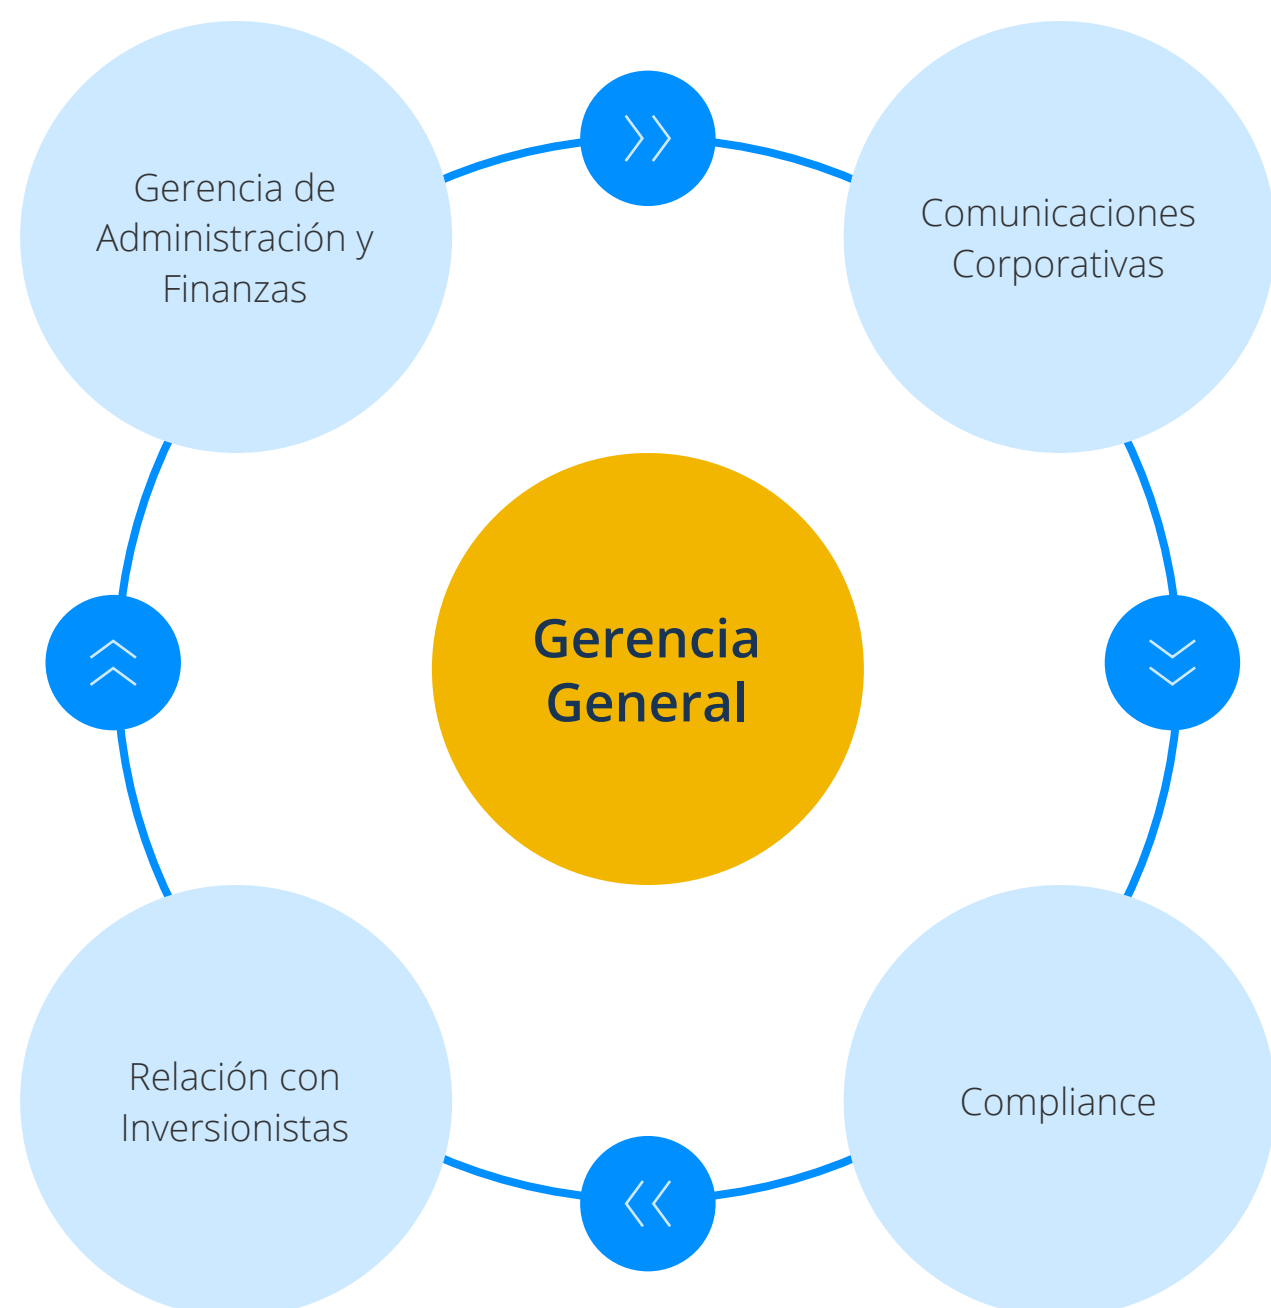 Gerencia de
Administración y
Finanzas
Comunicaciones
Corporativas
Gerencia
General
Relación con
Inversionistas
Compliance